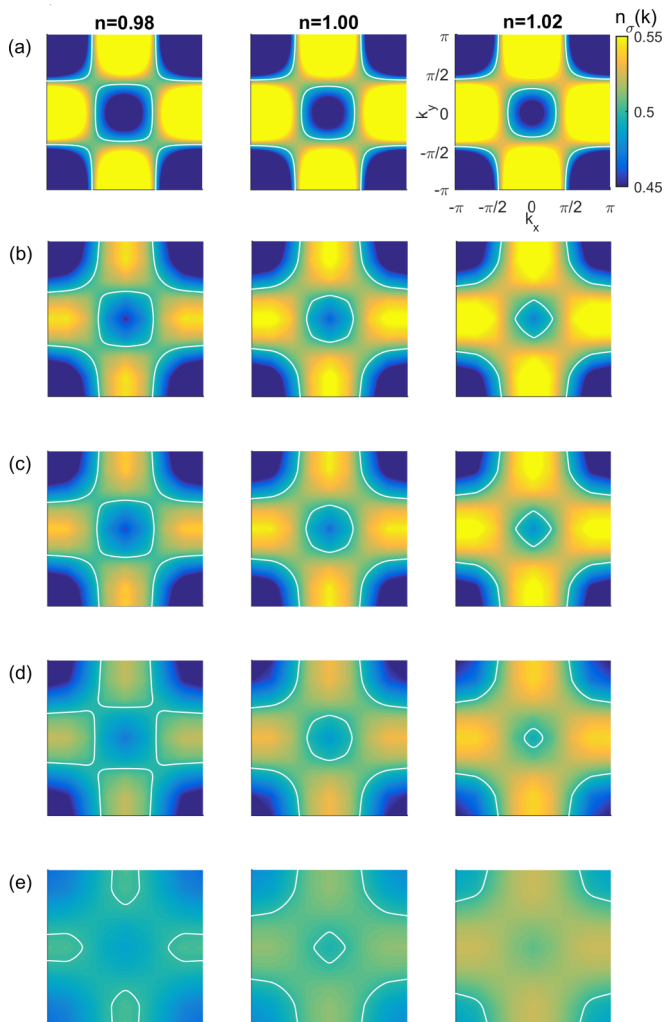 n=0.98 n=1.00 n=1.02 n_σ(k)
(a)
π 0.55
π/2
k_y 0 0.5
-π/2
-π 0.45
-π -π/2 0 π/2 π
k_x
(b)
(c)
(d)
(e)